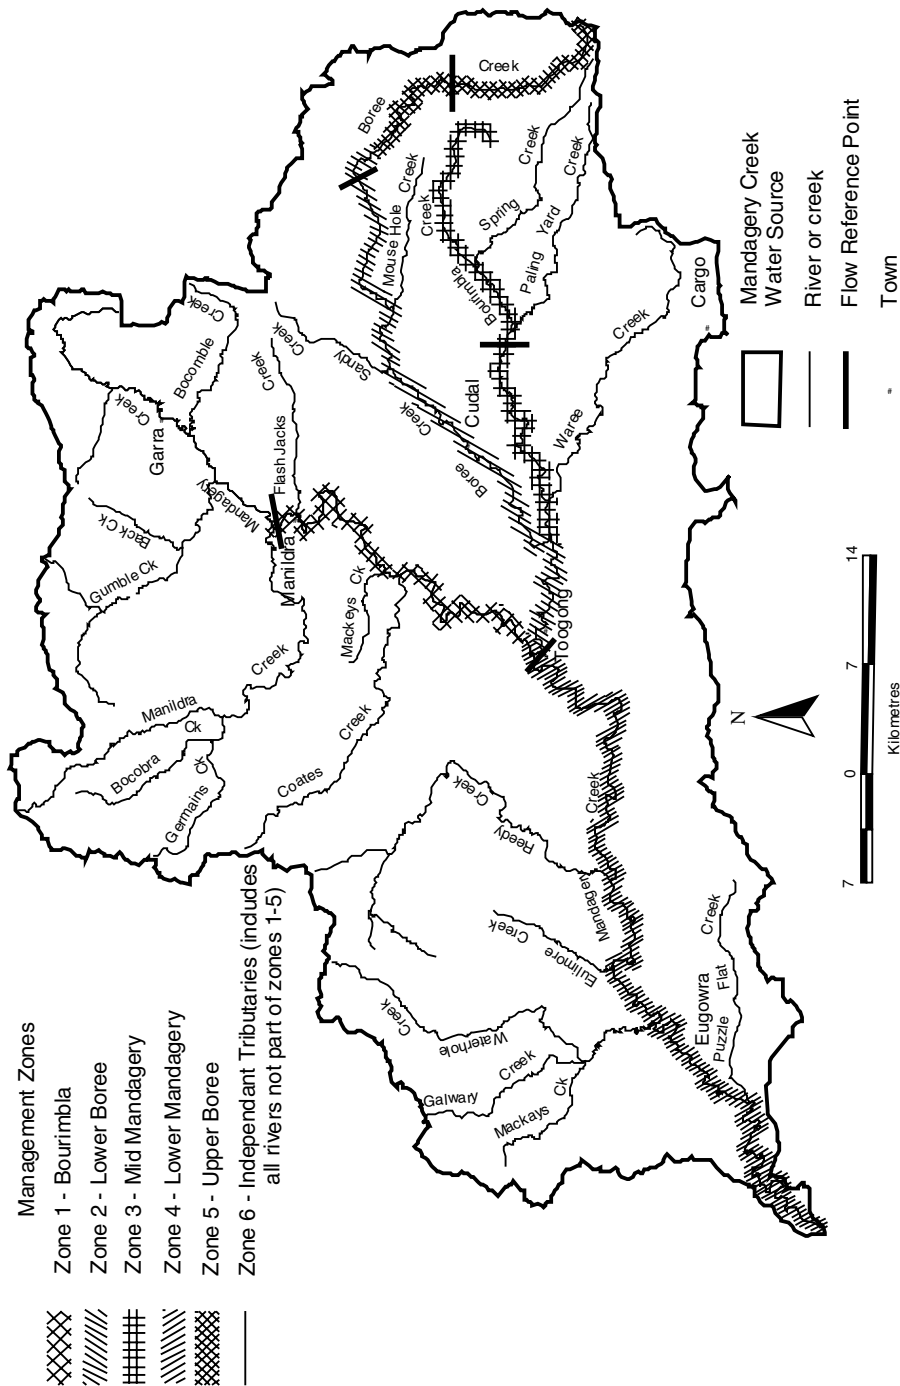 Management Zones
Zone 1 - Bourimbla
Zone 2 - Lower Boree
Zone 3 - Mid Mandagery
Zone 4 - Lower Mandagery
Zone 5 - Upper Boree
Zone 6 - Independant Tributaries (includes
all rivers not part of zones 1-5)
Manildra
Creek
Bocobra
Ck
Germains
Ck
Coates
Creek
Mackeys
Ck
Gumble Ck
Back Ck
Garra
Creek
Bocomble
Creek
Mandagery
Manildra
Flash Jacks
Creek
Sandy
Creek
Boree
Creek
Mouse Hole
Creek
Boree
Creek
Bourimbla
Creek
Spring
Creek
Paling
Yard
Creek
Cudal
Waree
Creek
Cargo
Toogong
Reedy
Creek
Mandagery
Creek
Eulimore
Creek
Waterhole
Creek
Galwary
Creek
Mackays
Ck
Eugowra
Puzzle
Flat
Creek
N
7
0
7
14
Kilometres
Mandagery Creek
Water Source
River or creek
Flow Reference Point
Town